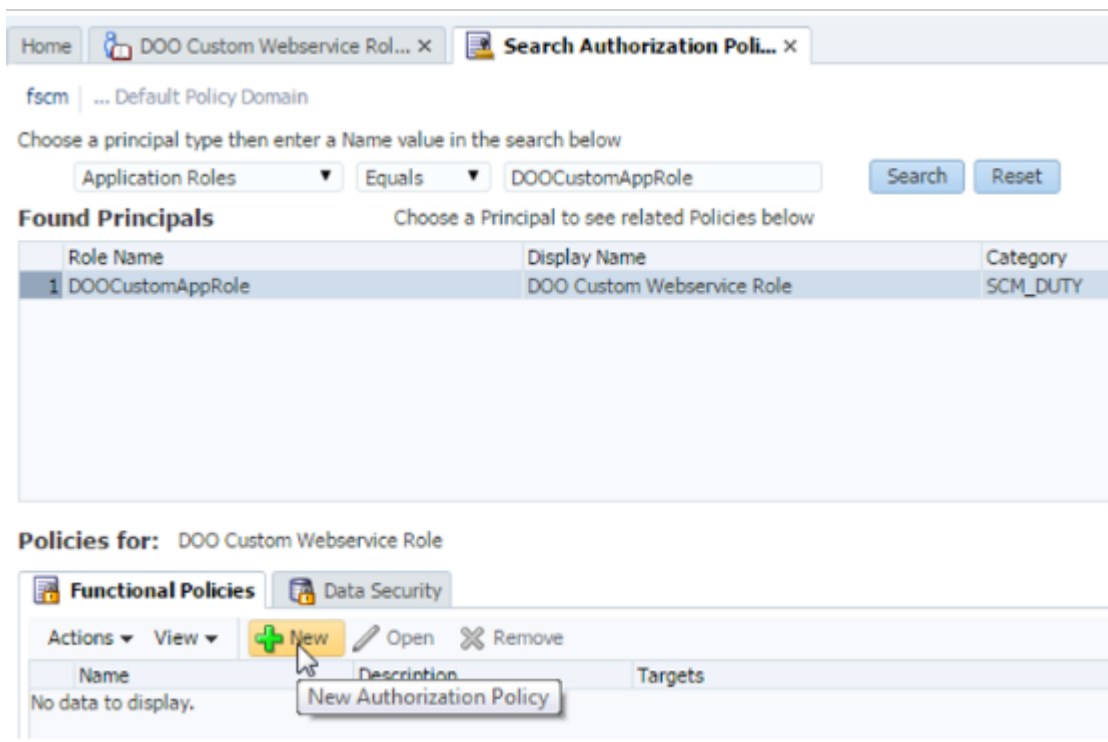 Home DOO Custom Webservice Rol... × Search Authorization Poli... ×
fscm ... Default Policy Domain
Choose a principal type then enter a Name value in the search below
Application Roles Equals DOOCustomAppRole Search Reset
Found Principals Choose a Principal to see related Policies below
Role Name Display Name Category
1 DOOCustomAppRole DOO Custom Webservice Role SCM_DUTY
Policies for: DOO Custom Webservice Role
Functional Policies Data Security
Actions View New Open Remove
Name Description Targets
No data to display. New Authorization Policy